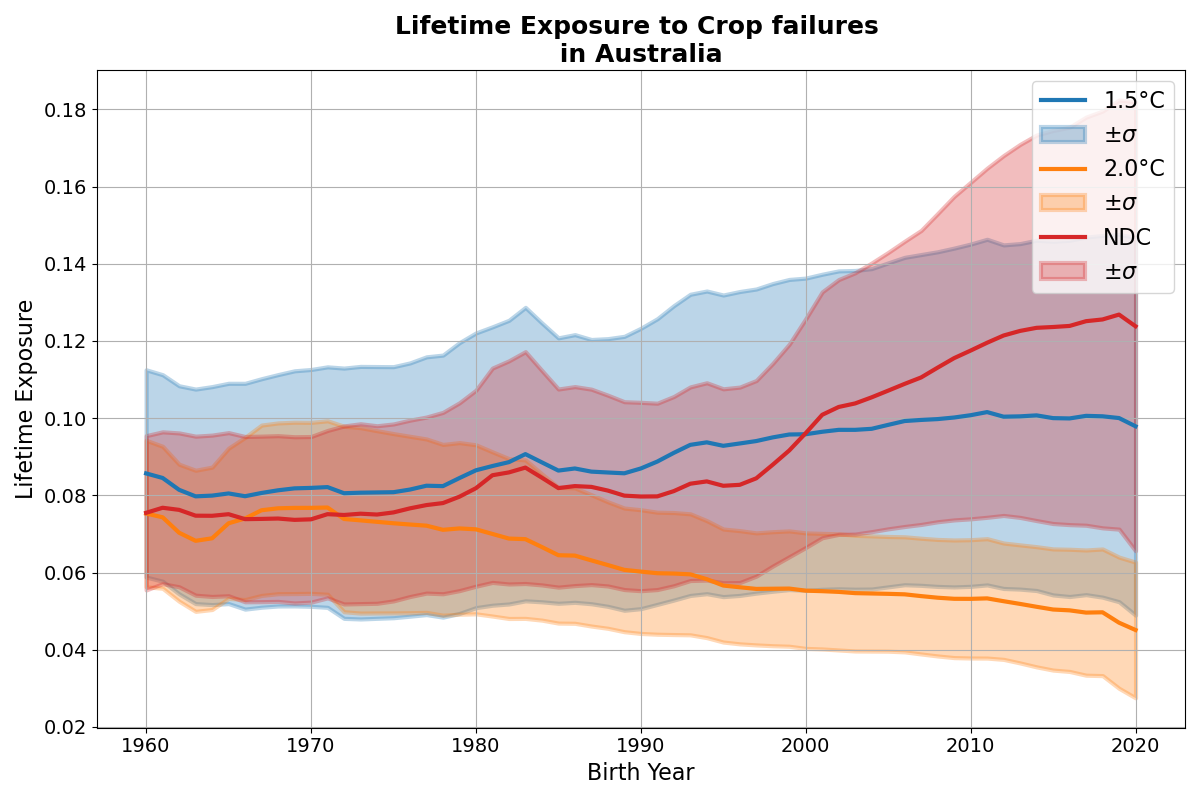 Lifetime Exposure to Crop failures
in Australia
Lifetime Exposure
0.18
0.16
0.14
0.12
0.10
0.08
0.06
0.04
0.02
1.5°C
±σ
2.0°C
±σ
NDC
±σ
1960 1970 1980 1990 2000 2010 2020
Birth Year